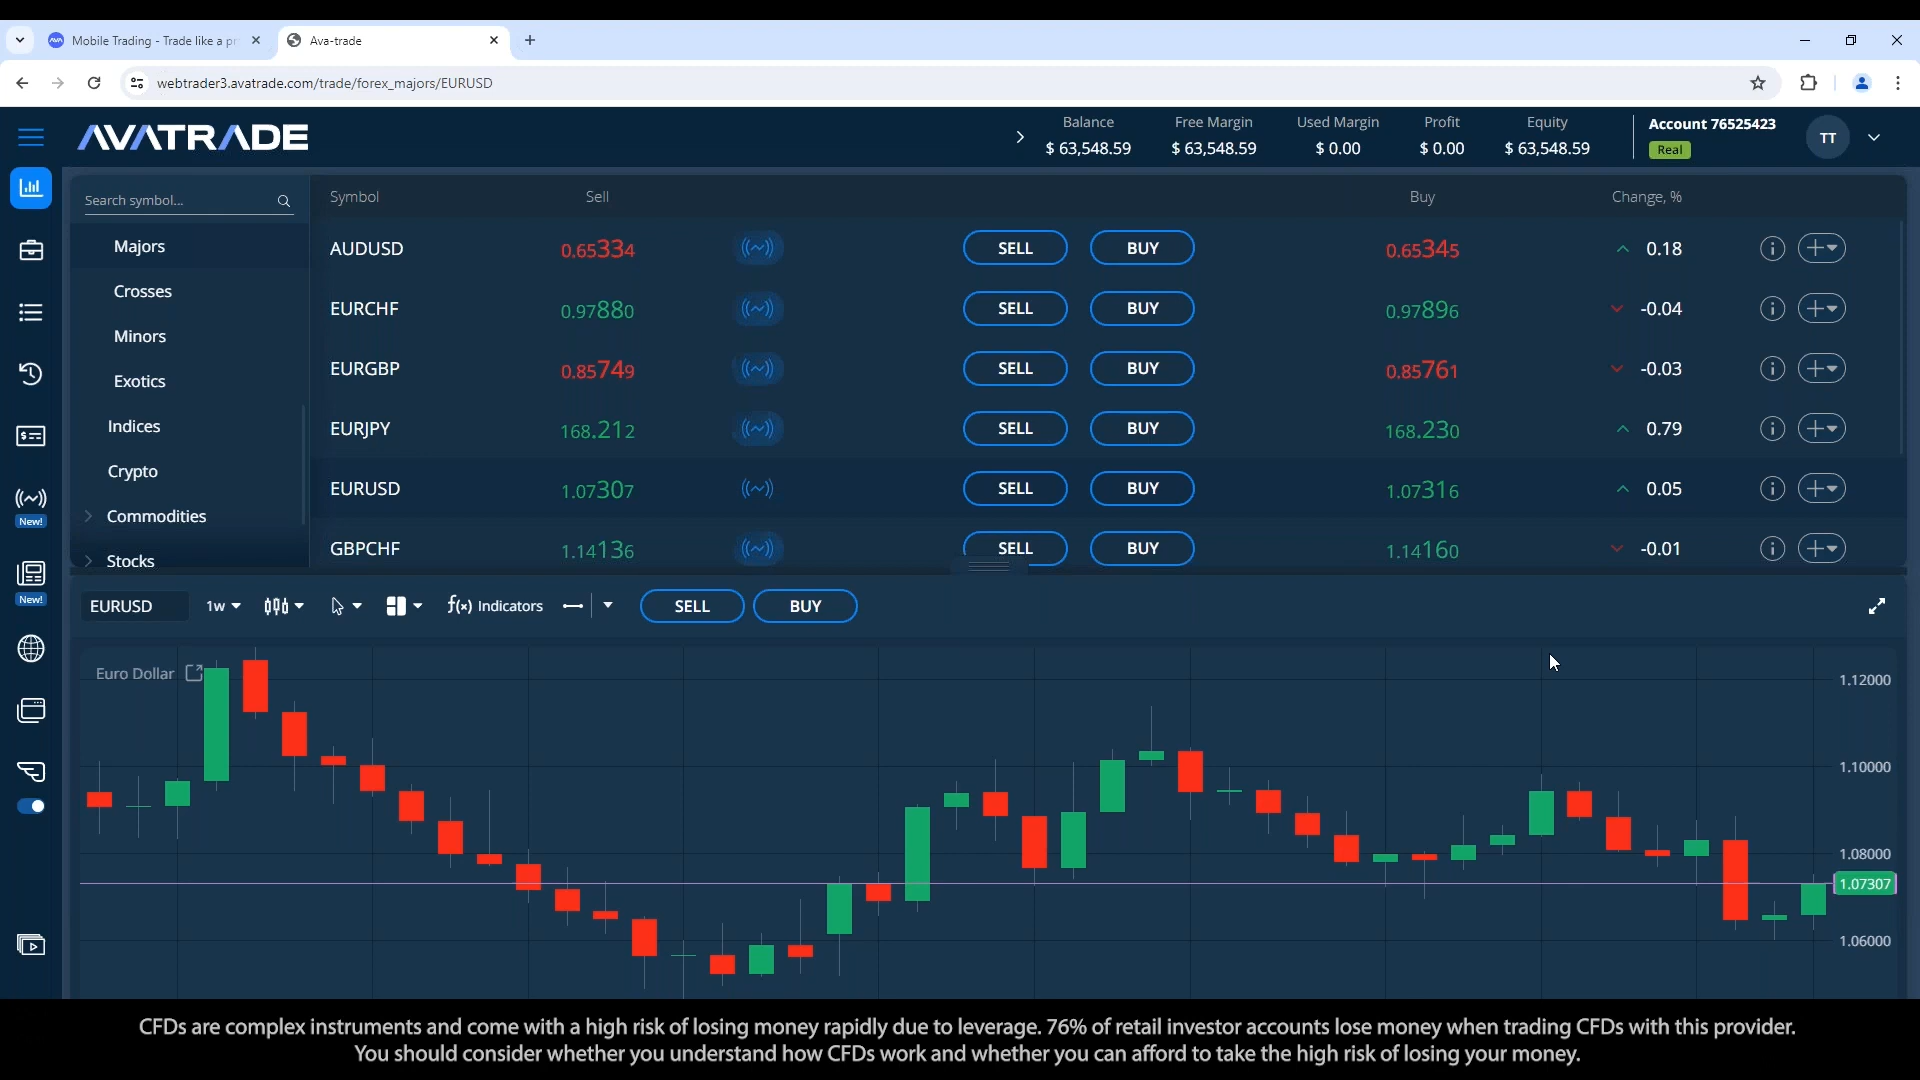 Mobile Trading - Trade like a pr
Ava-trade
webtrader3.avatrade.com/trade/forex_majors/EURUSD
AVATRADE
Balance Free Margin Used Margin Profit Equity
$ 63,548.59 $ 63,548.59 $ 0.00 $ 0.00 $ 63,548.59
Account 76525423
Real
TT
Search symbol...
Majors
Crosses
Minors
Exotics
Indices
Crypto
Commodities
Stocks
New!
New!
Symbol Sell Buy Change, %
AUDUSD 0.65334 SELL BUY 0.65345 0.18
EURCHF 0.97880 SELL BUY 0.97896 -0.04
EURGBP 0.85749 SELL BUY 0.85761 -0.03
EURJPY 168.212 SELL BUY 168.230 0.79
EURUSD 1.07307 SELL BUY 1.07316 0.05
GBPCHF 1.14136 SELL BUY 1.14160 -0.01
EURUSD 1w f(x) Indicators SELL BUY
Euro Dollar
1.12000
1.10000
1.08000
1.07307
1.06000
CFDs are complex instruments and come with a high risk of losing money rapidly due to leverage. 76% of retail investor accounts lose money when trading CFDs with this provider.
You should consider whether you understand how CFDs work and whether you can afford to take the high risk of losing your money.